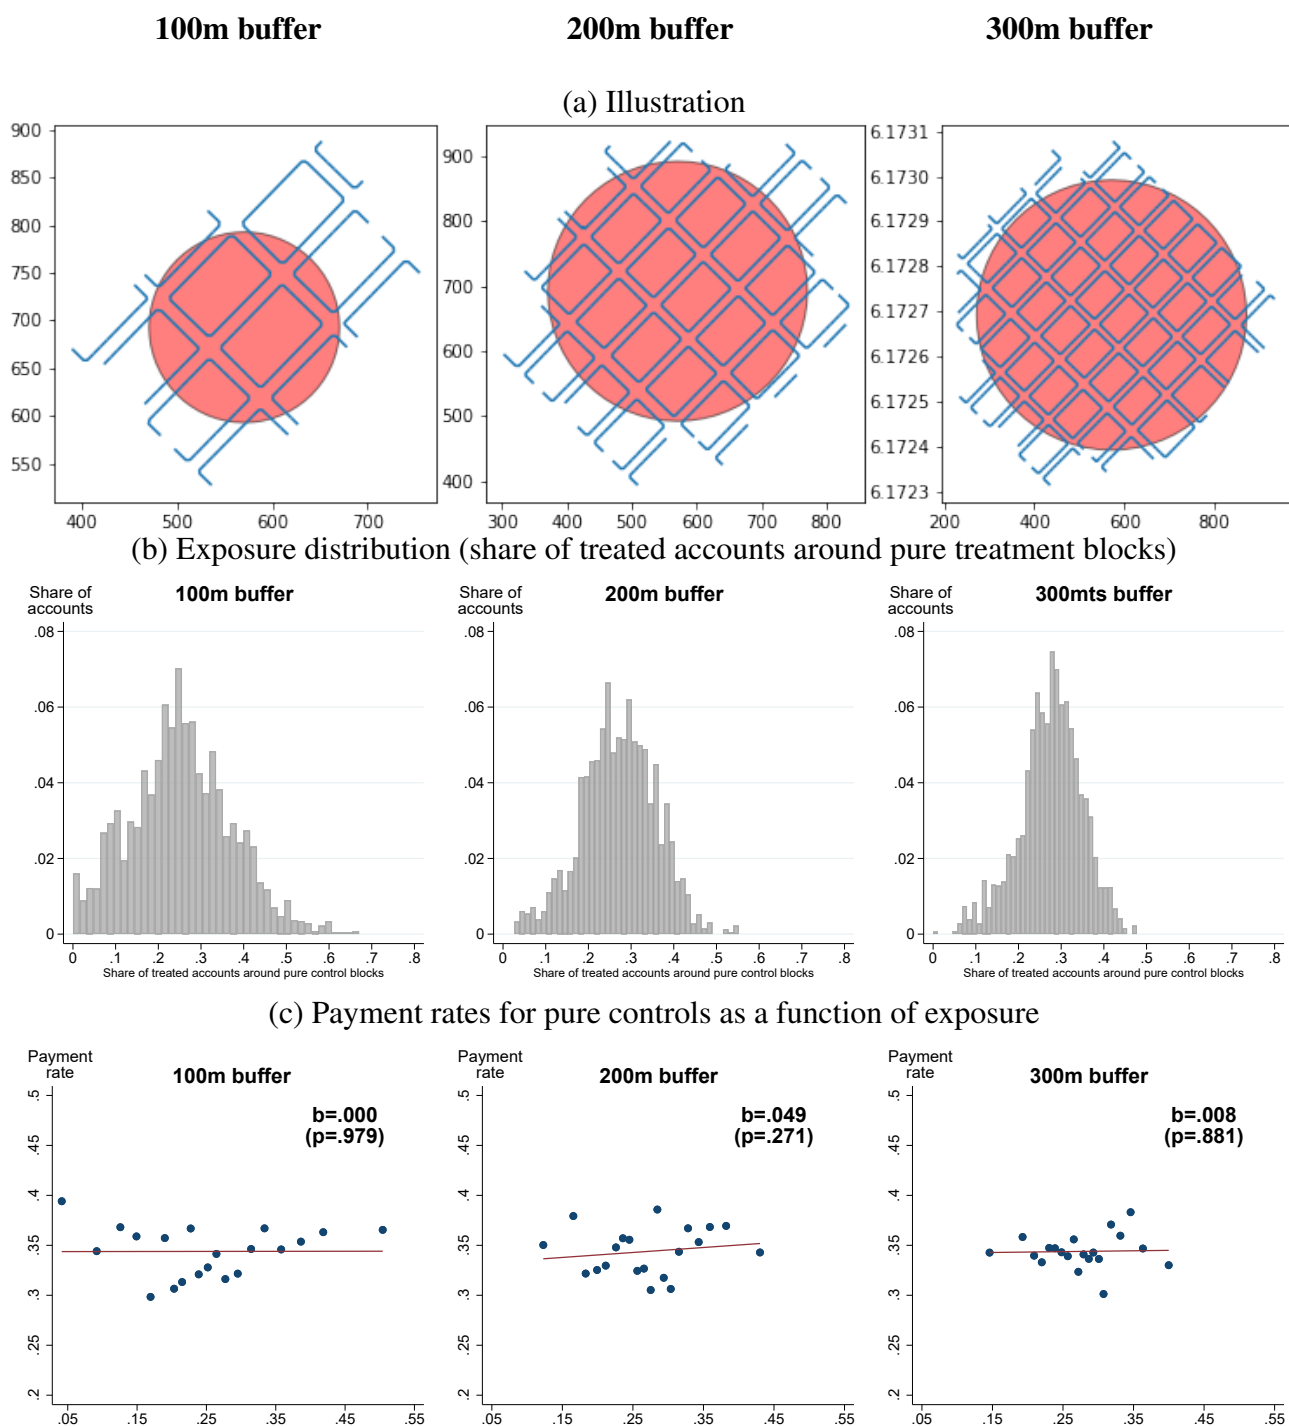 100m buffer 200m buffer 300m buffer
(a) Illustration
900
850
800
750
700
650
600
550
400 500 600 700
900
800
700
600
500
400
300 400 500 600 700 800
6.1731
6.1730
6.1729
6.1728
6.1727
6.1726
6.1725
6.1724
6.1723
200 400 600 800
(b) Exposure distribution (share of treated accounts around pure treatment blocks)
Share of
accounts
100m buffer
.08
.06
.04
.02
0
0 .1 .2 .3 .4 .5 .6 .7 .8
Share of treated accounts around pure control blocks
Share of
accounts
200m buffer
.08
.06
.04
.02
0
0 .1 .2 .3 .4 .5 .6 .7 .8
Share of treated accounts around pure control blocks
Share of
accounts
300mts buffer
.08
.06
.04
.02
0
0 .1 .2 .3 .4 .5 .6 .7 .8
Share of treated accounts around pure control blocks
(c) Payment rates for pure controls as a function of exposure
Payment
rate
100m buffer
b=.000
(p=.979)
.5
.45
.4
.35
.3
.25
.2
.05 .15 .25 .35 .45 .55
Payment
rate
200m buffer
b=.049
(p=.271)
.5
.45
.4
.35
.3
.25
.2
.05 .15 .25 .35 .45 .55
Payment
rate
300m buffer
b=.008
(p=.881)
.5
.45
.4
.35
.3
.25
.2
.05 .15 .25 .35 .45 .55